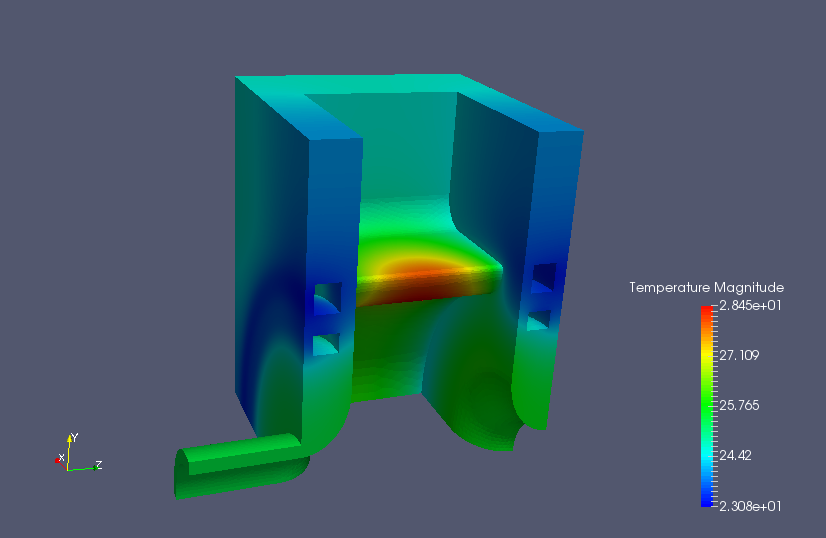 Temperature Magnitude
2.845e+01
27.109
25.765
24.42
2.308e+01
Y
X
Z